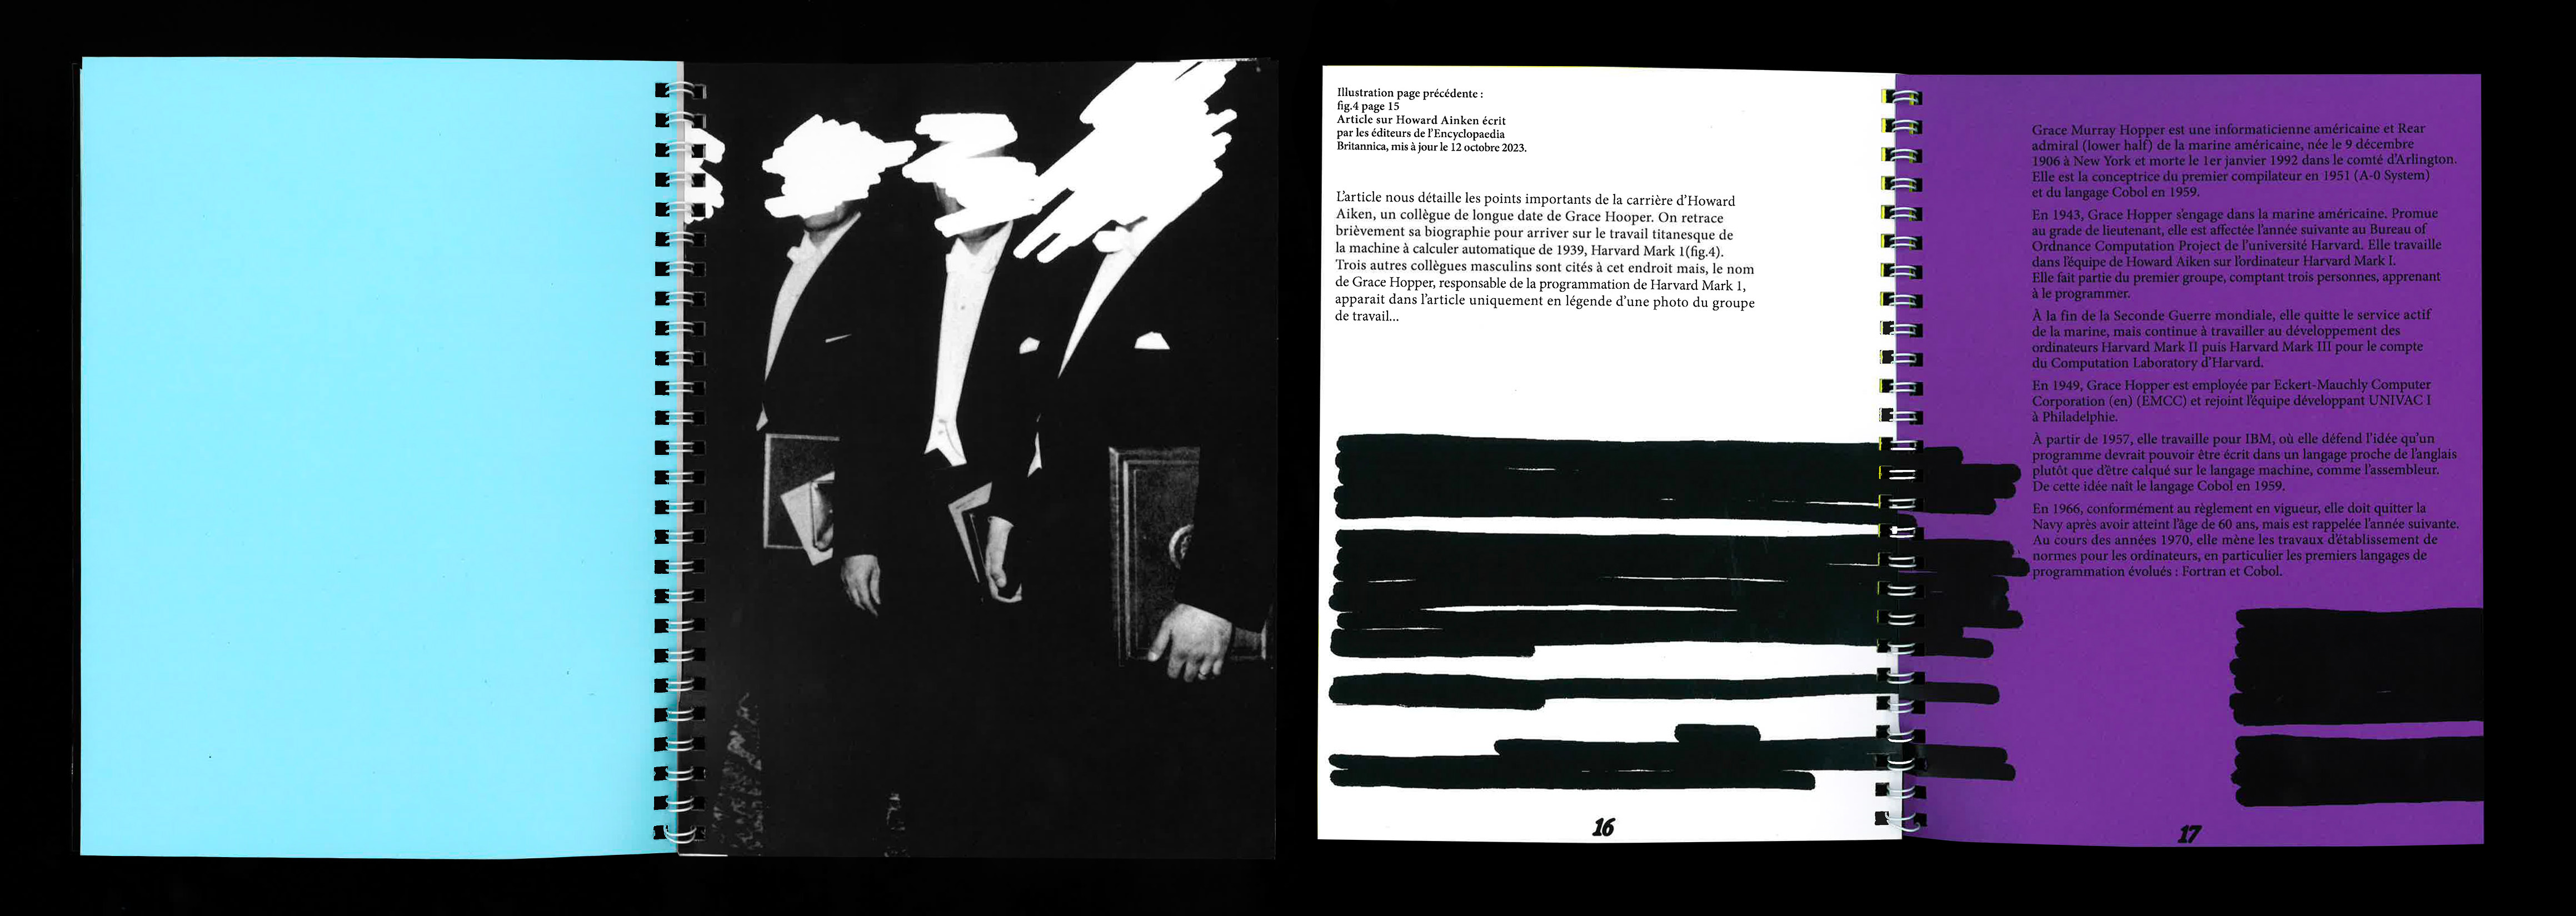 Illustration page précédente :
fig.4 page 15
Article sur Howard Ainken écrit
par les éditeurs de l'Encyclopaedia
Britannica, mis à jour le 12 octobre 2023.
L'article nous détaille les points importants de la carrière d'Howard
Aiken, un collègue de longue date de Grace Hooper. On retrace
brièvement sa biographie pour arriver sur le travail titanesque de
la machine à calculer automatique de 1939, Harvard Mark 1(fig.4).
Trois autres collègues masculins sont cités à cet endroit mais, le nom
de Grace Hopper, responsable de la programmation de Harvard Mark 1,
apparait dans l'article uniquement en légende d'une photo du groupe
de travail...
16
Grace Murray Hopper est une informaticienne américaine et Rear
admiral (lower half) de la marine américaine, née le 9 décembre
1906 à New York et morte le 1er janvier 1992 dans le comté d'Arlington.
Elle est la conceptrice du premier compilateur en 1951 (A-0 System)
et du langage Cobol en 1959.
En 1943, Grace Hopper s'engage dans la marine américaine. Promue
au grade de lieutenant, elle est affectée l'année suivante au Bureau of
Ordnance Computation Project de l'université Harvard. Elle travaille
dans l'équipe de Howard Aiken sur l'ordinateur Harvard Mark I.
Elle fait partie du premier groupe, comptant trois personnes, apprenant
à le programmer.
À la fin de la Seconde Guerre mondiale, elle quitte le service actif
de la marine, mais continue à travailler au développement des
ordinateurs Harvard Mark II puis Harvard Mark III pour le compte
du Computation Laboratory d'Harvard.
En 1949, Grace Hopper est employée par Eckert-Mauchly Computer
Corporation (en) (EMCC) et rejoint l'équipe développant UNIVAC I
à Philadelphie.
À partir de 1957, elle travaille pour IBM, où elle défend l'idée qu'un
programme devrait pouvoir être écrit dans un langage proche de l'anglais
plutôt que d'être calqué sur le langage machine, comme l'assembleur.
De cette idée naît le langage Cobol en 1959.
En 1966, conformément au règlement en vigueur, elle doit quitter la
Navy après avoir atteint l'âge de 60 ans, mais est rappelée l'année suivante.
Au cours des années 1970, elle mène les travaux d'établissement de
normes pour les ordinateurs, en particulier les premiers langages de
programmation évolués : Fortran et Cobol.
17